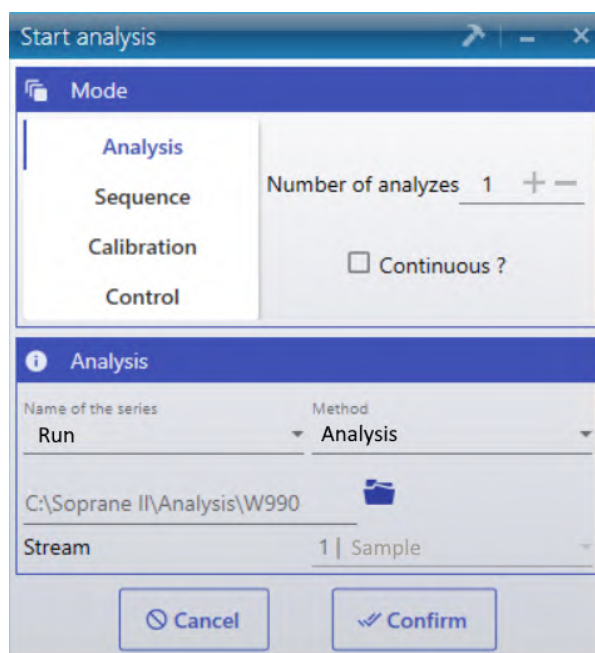 Start analysis
Mode
Analysis
Sequence
Calibration
Control
Number of analyzes 1
Continuous ?
Analysis
Name of the series
Method
Run
Analysis
C:\Soprane II\Analysis\W990
Stream
1 | Sample
Cancel
Confirm